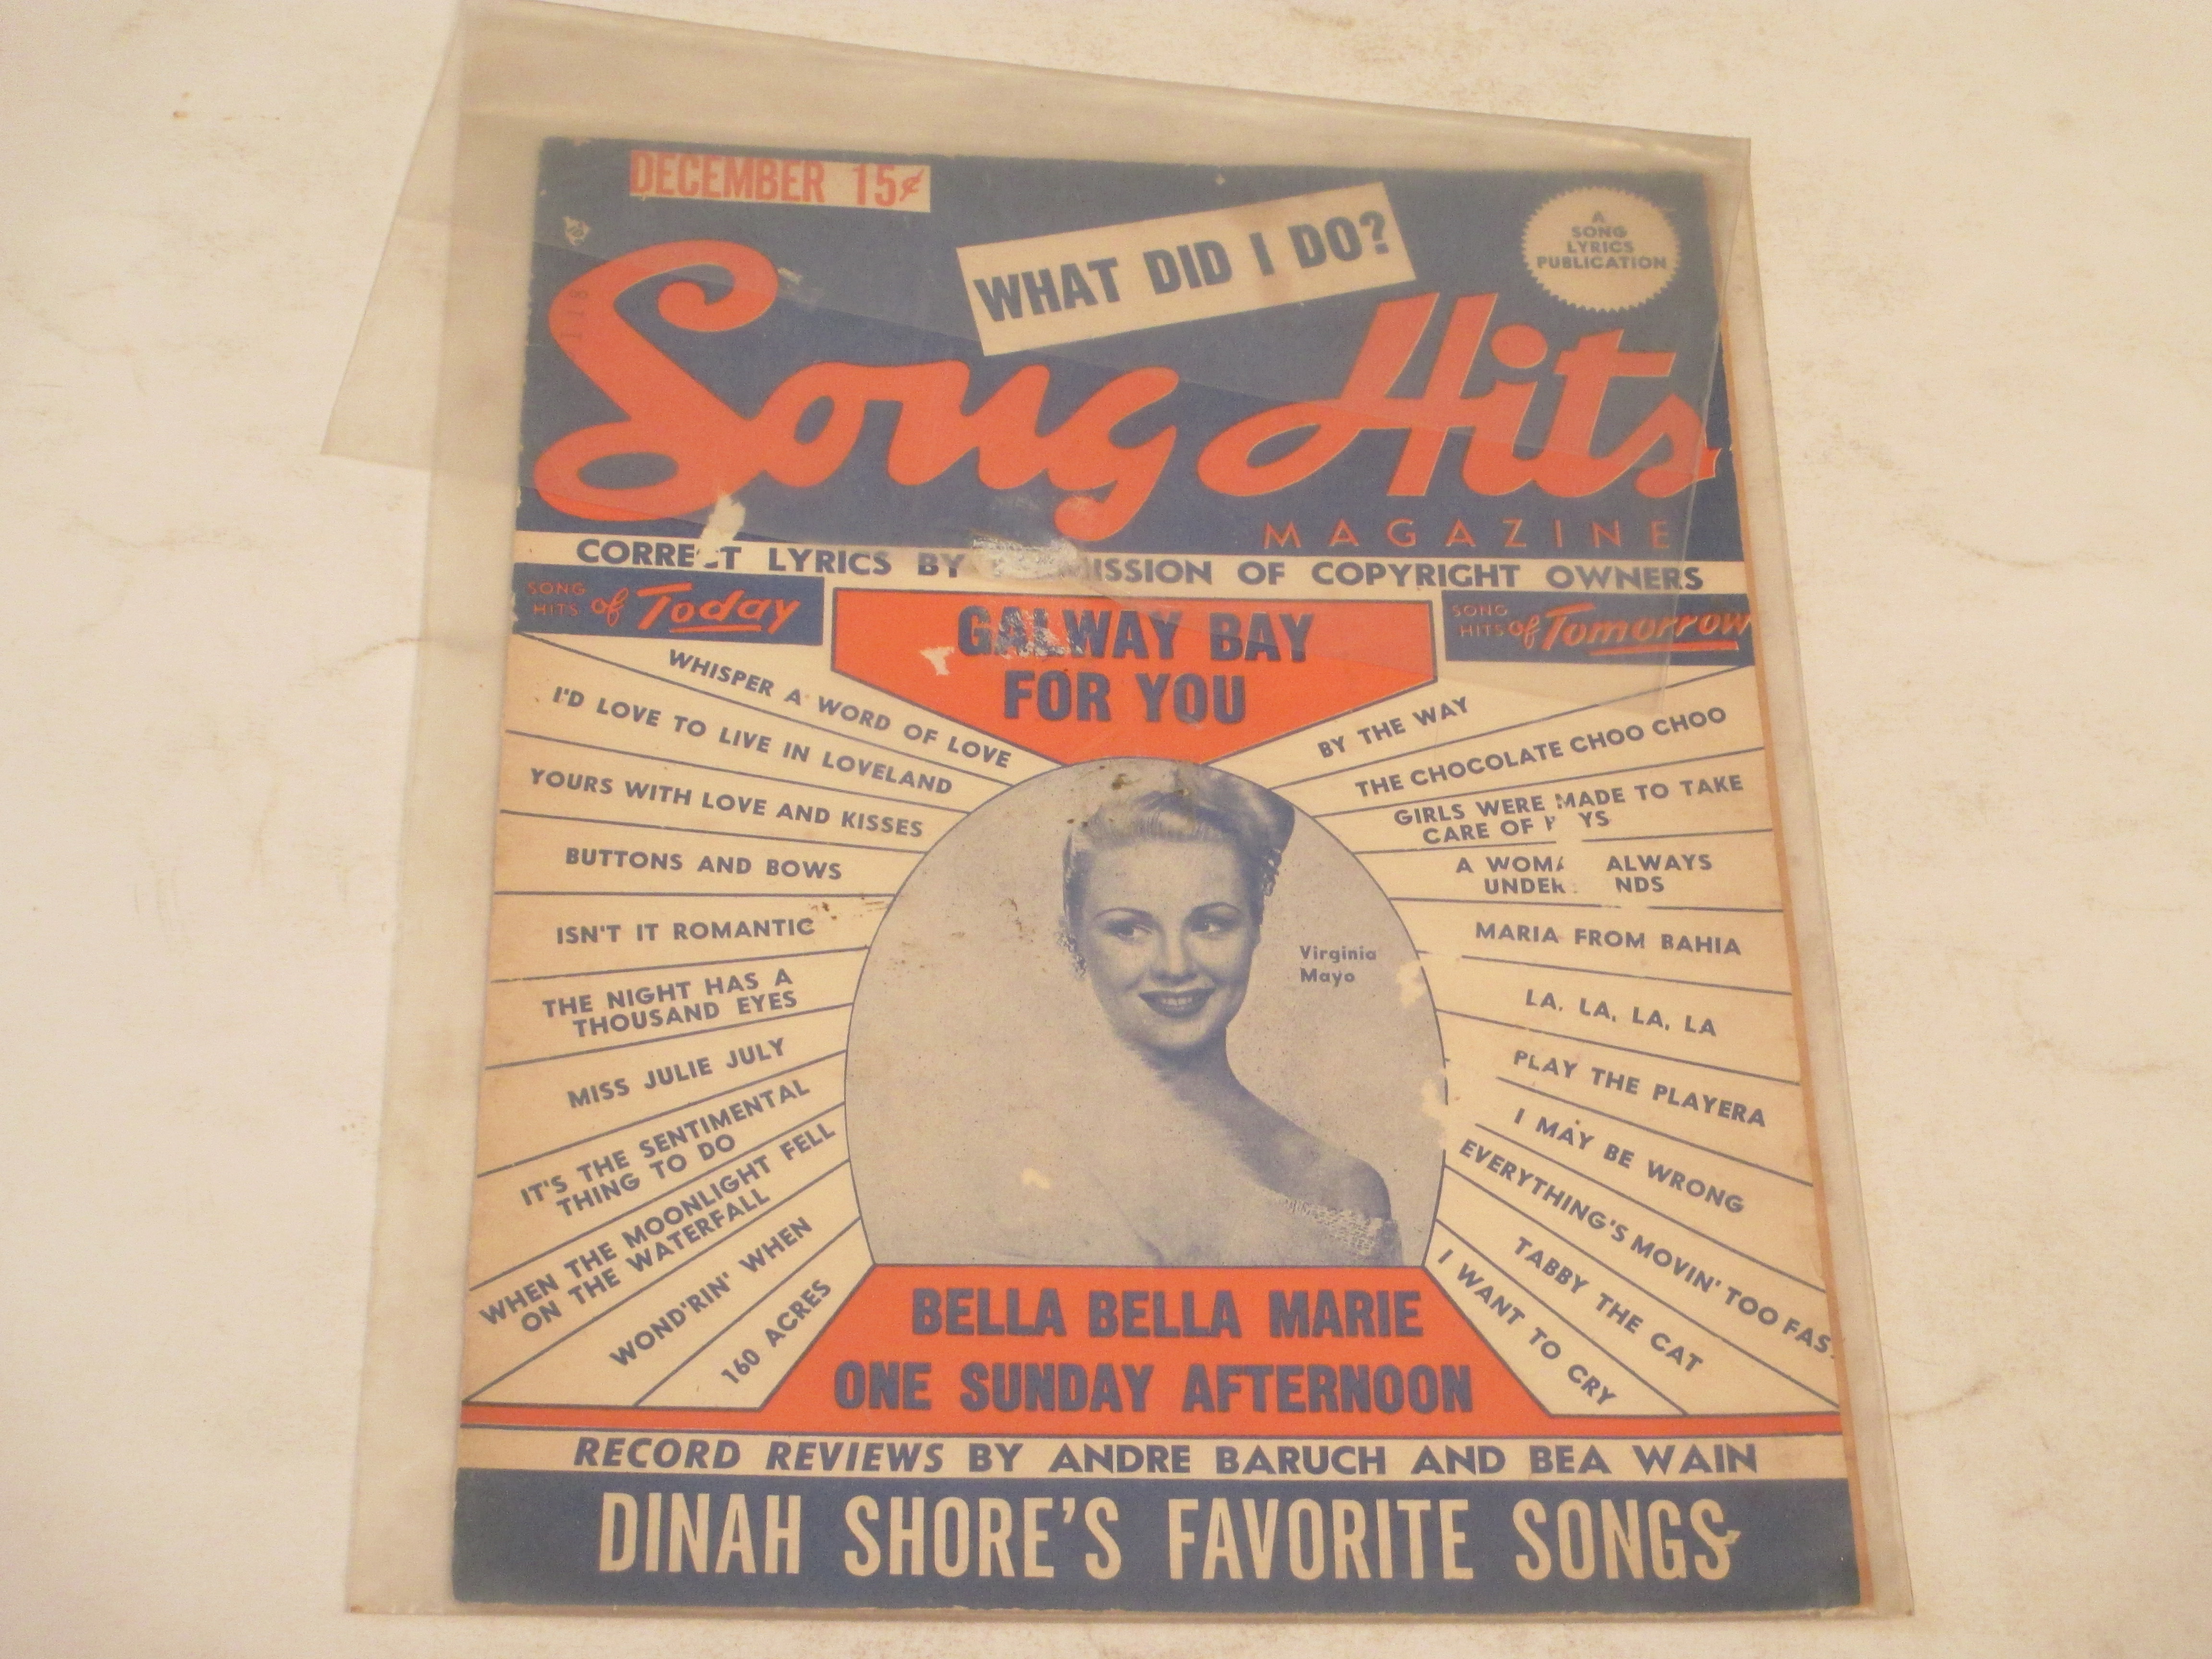 DECEMBER 15¢
WHAT DID I DO?
A
SONG
LYRICS
PUBLICATION
118
Song Hits
MAGAZINE
CORRECT LYRICS BY ISSION OF COPYRIGHT OWNERS
SONG HITS of Today
GALWAY BAY
FOR YOU
SONG HITS of Tomorrow
WHISPER A WORD OF LOVE
I'D LOVE TO LIVE IN LOVELAND
YOURS WITH LOVE AND KISSES
BUTTONS AND BOWS
ISN'T IT ROMANTIC
THE NIGHT HAS A
THOUSAND EYES
MISS JULIE JULY
IT'S THE SENTIMENTAL
THING TO DO
WHEN THE MOONLIGHT FELL
ON THE WATERFALL
WOND'RIN' WHEN
160 ACRES
Virginia
Mayo
BY THE WAY
THE CHOCOLATE CHOO CHOO
GIRLS WERE MADE TO TAKE
CARE OF
A ALWAYS
MARIA FROM BAHIA
LA, LA, LA, LA
PLAY THE PLAYERA
I MAY BE WRONG
EVERYTHING'S MOVIN' TOO FAS
TABBY THE CAT
I WANT TO CRY
BELLA BELLA MARIE
ONE SUNDAY AFTERNOON
RECORD REVIEWS BY ANDRE BARUCH AND BEA WAIN
DINAH SHORE'S FAVORITE SONGS